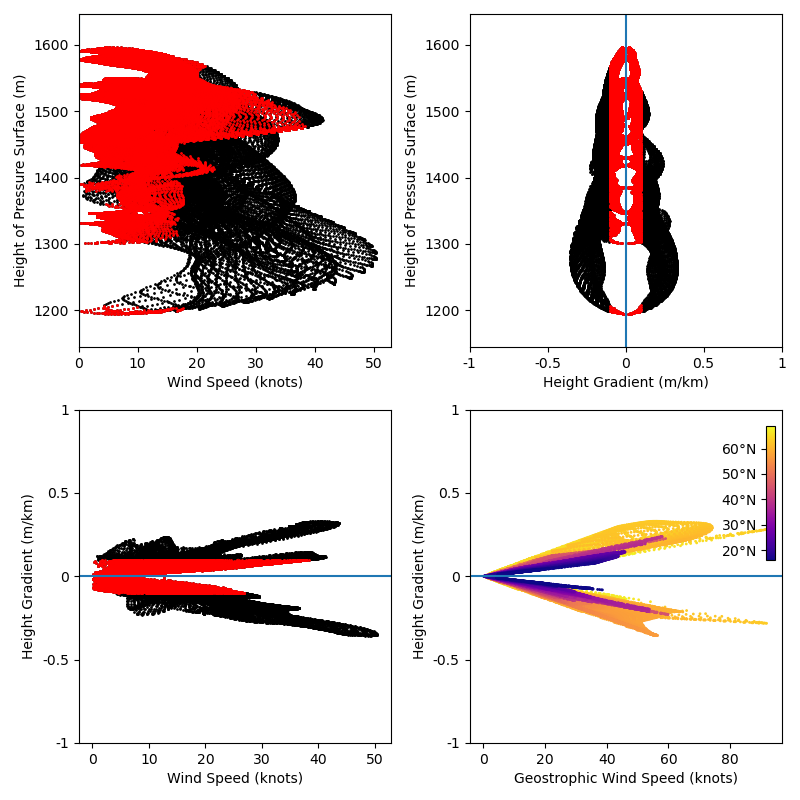 1600
1500
1400
1300
1200
Height of Pressure Surface (m)
0 10 20 30 40 50
Wind Speed (knots)
1600
1500
1400
1300
1200
Height of Pressure Surface (m)
-1 -0.5 0 0.5 1
Height Gradient (m/km)
1
0.5
0
-0.5
-1
Height Gradient (m/km)
0 10 20 30 40 50
Wind Speed (knots)
1
0.5
0
-0.5
-1
Height Gradient (m/km)
60°N
50°N
40°N
30°N
20°N
0 20 40 60 80
Geostrophic Wind Speed (knots)